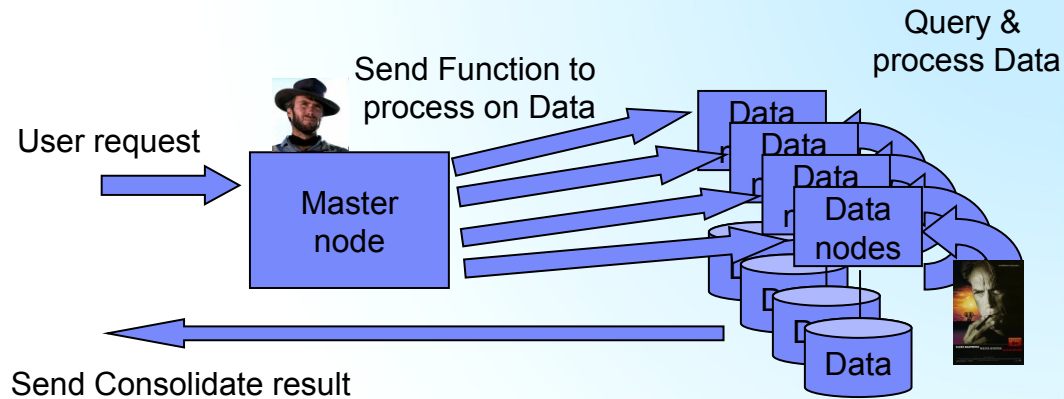 Query &
process Data
Send Function to
process on Data
User request
Master
node
Data
Data
Data
Data
nodes
Data
Send Consolidate result